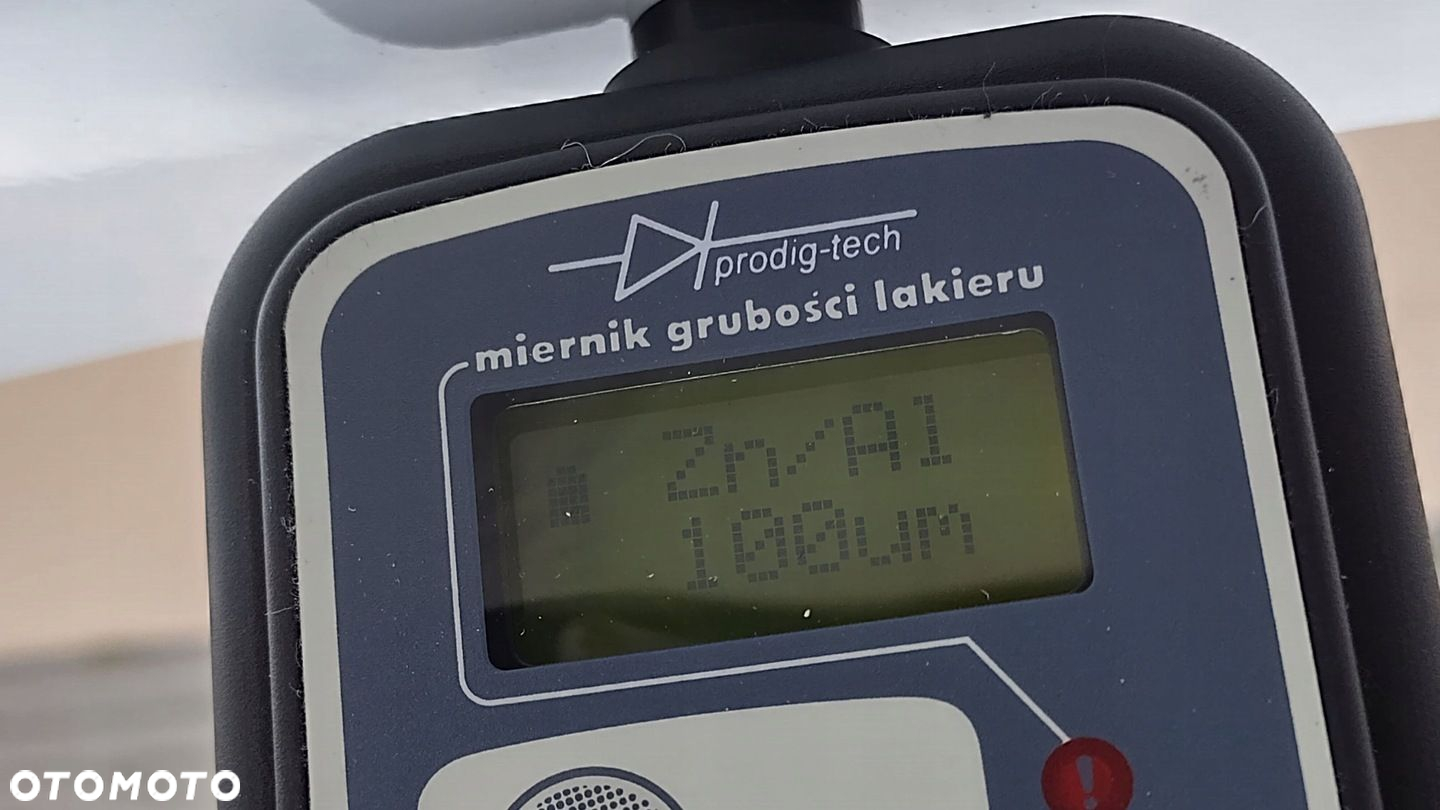 prodig-tech
miernik grubości lakieru
Zn/Al
100um
!
OTOMOTO